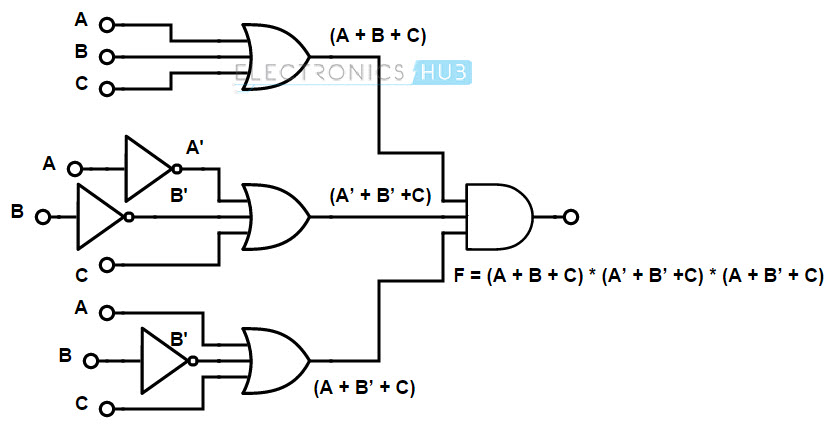 A
(A + B + C)
B
ELECTRONICS HUB
C
A'
A
B'
(A’ + B’ +C)
B
C
F = (A + B + C) * (A’ + B’ +C) * (A + B’ + C)
A
B'
B
(A + B’ + C)
C